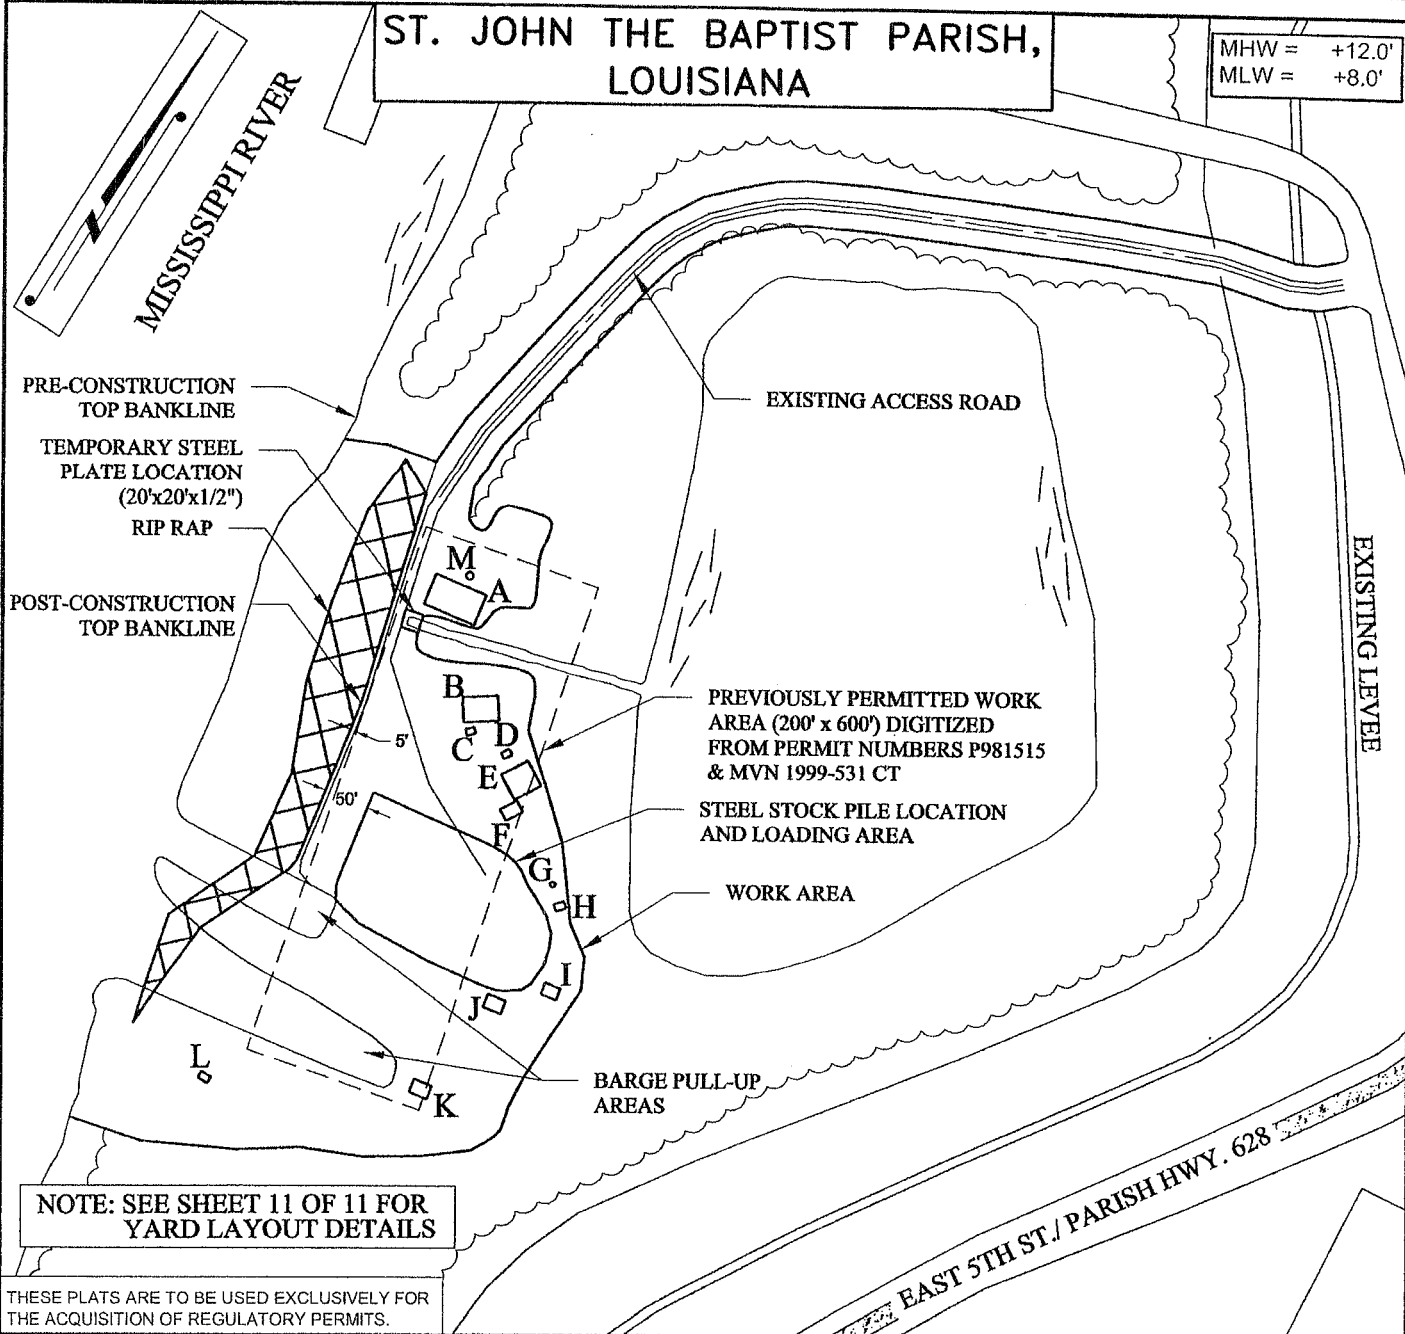 ST. JOHN THE BAPTIST PARISH,
LOUISIANA
MHW = +12.0'
MLW = +8.0'
N
MISSISSIPPI RIVER
PRE-CONSTRUCTION
TOP BANKLINE
EXISTING ACCESS ROAD
TEMPORARY STEEL
PLATE LOCATION
(20'x20'x1/2")
RIP RAP
POST-CONSTRUCTION
TOP BANKLINE
M
A
B
C
D
E
F
G
H
I
J
K
L
5'
50'
PREVIOUSLY PERMITTED WORK
AREA (200' x 600') DIGITIZED
FROM PERMIT NUMBERS P981515
& MVN 1999-531 CT
STEEL STOCK PILE LOCATION
AND LOADING AREA
WORK AREA
BARGE PULL-UP
AREAS
EXISTING LEVEE
EAST 5TH ST./ PARISH HWY. 628
NOTE: SEE SHEET 11 OF 11 FOR
YARD LAYOUT DETAILS
THESE PLATS ARE TO BE USED EXCLUSIVELY FOR
THE ACQUISITION OF REGULATORY PERMITS.